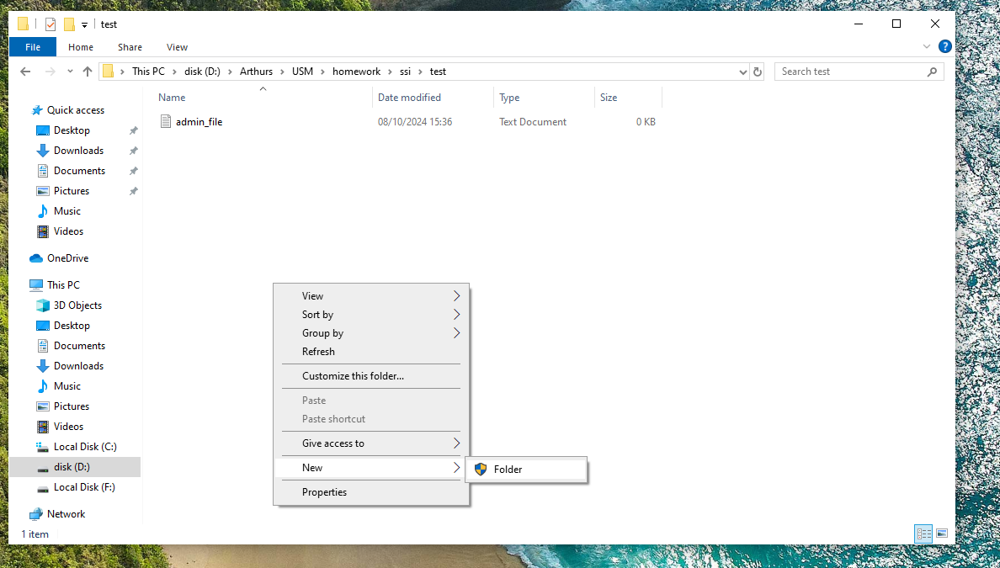 test
File Home Share View
This PC disk (D:) Arthurs USM homework ssi test
Search test
Name Date modified Type Size
admin_file 08/10/2024 15:36 Text Document 0 KB
Quick access
Desktop
Downloads
Documents
Pictures
Music
Videos
OneDrive
This PC
3D Objects
Desktop
Documents
Downloads
Music
Pictures
Videos
Local Disk (C:)
disk (D:)
Local Disk (F:)
Network
View
Sort by
Group by
Refresh
Customize this folder...
Paste
Paste shortcut
Give access to
New
Folder
Properties
1 item